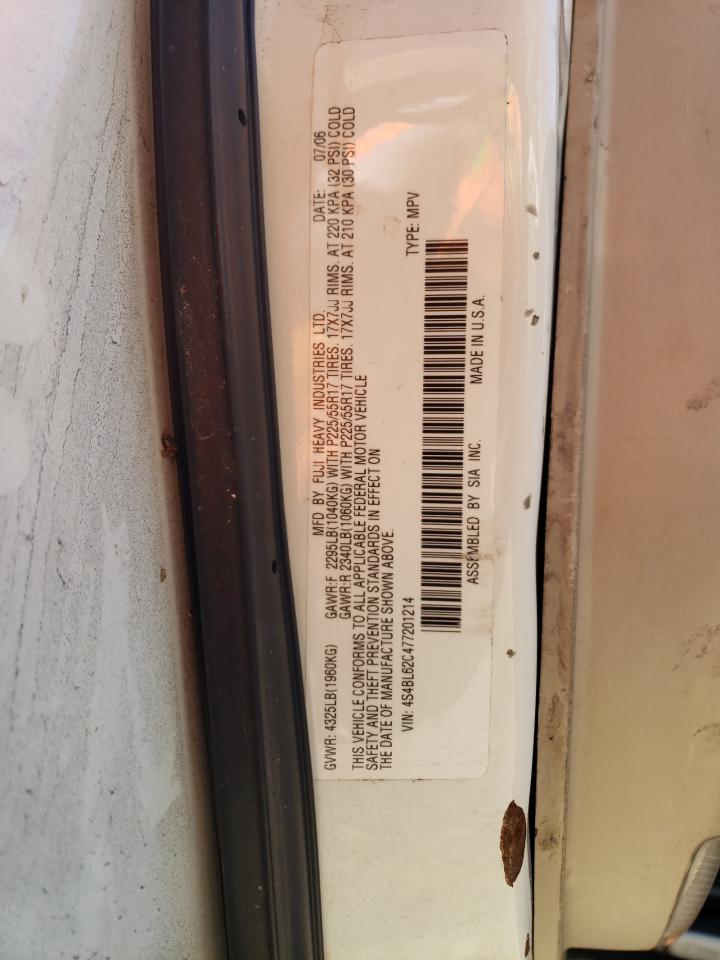 MFD BY FUJI HEAVY INDUSTRIES LTD. DATE: 07/06
GVWR: 4325LB(1960KG) GAWR:F 2295LB(1040KG) WITH P225/55R17 TIRES. 17X7JJ RIMS. AT 220 KPA (32 PSI) COLD
GAWR:R 2340LB(1060KG) WITH P225/55R17 TIRES. 17X7JJ RIMS. AT 210 KPA (30 PSI) COLD
THIS VEHICLE CONFORMS TO ALL APPLICABLE FEDERAL MOTOR VEHICLE
SAFETY AND THEFT PREVENTION STANDARDS IN EFFECT ON
THE DATE OF MANUFACTURE SHOWN ABOVE.
VIN: 4S4BL62C477201214 TYPE: MPV
ASSEMBLED BY SIA INC. MADE IN U.S.A.